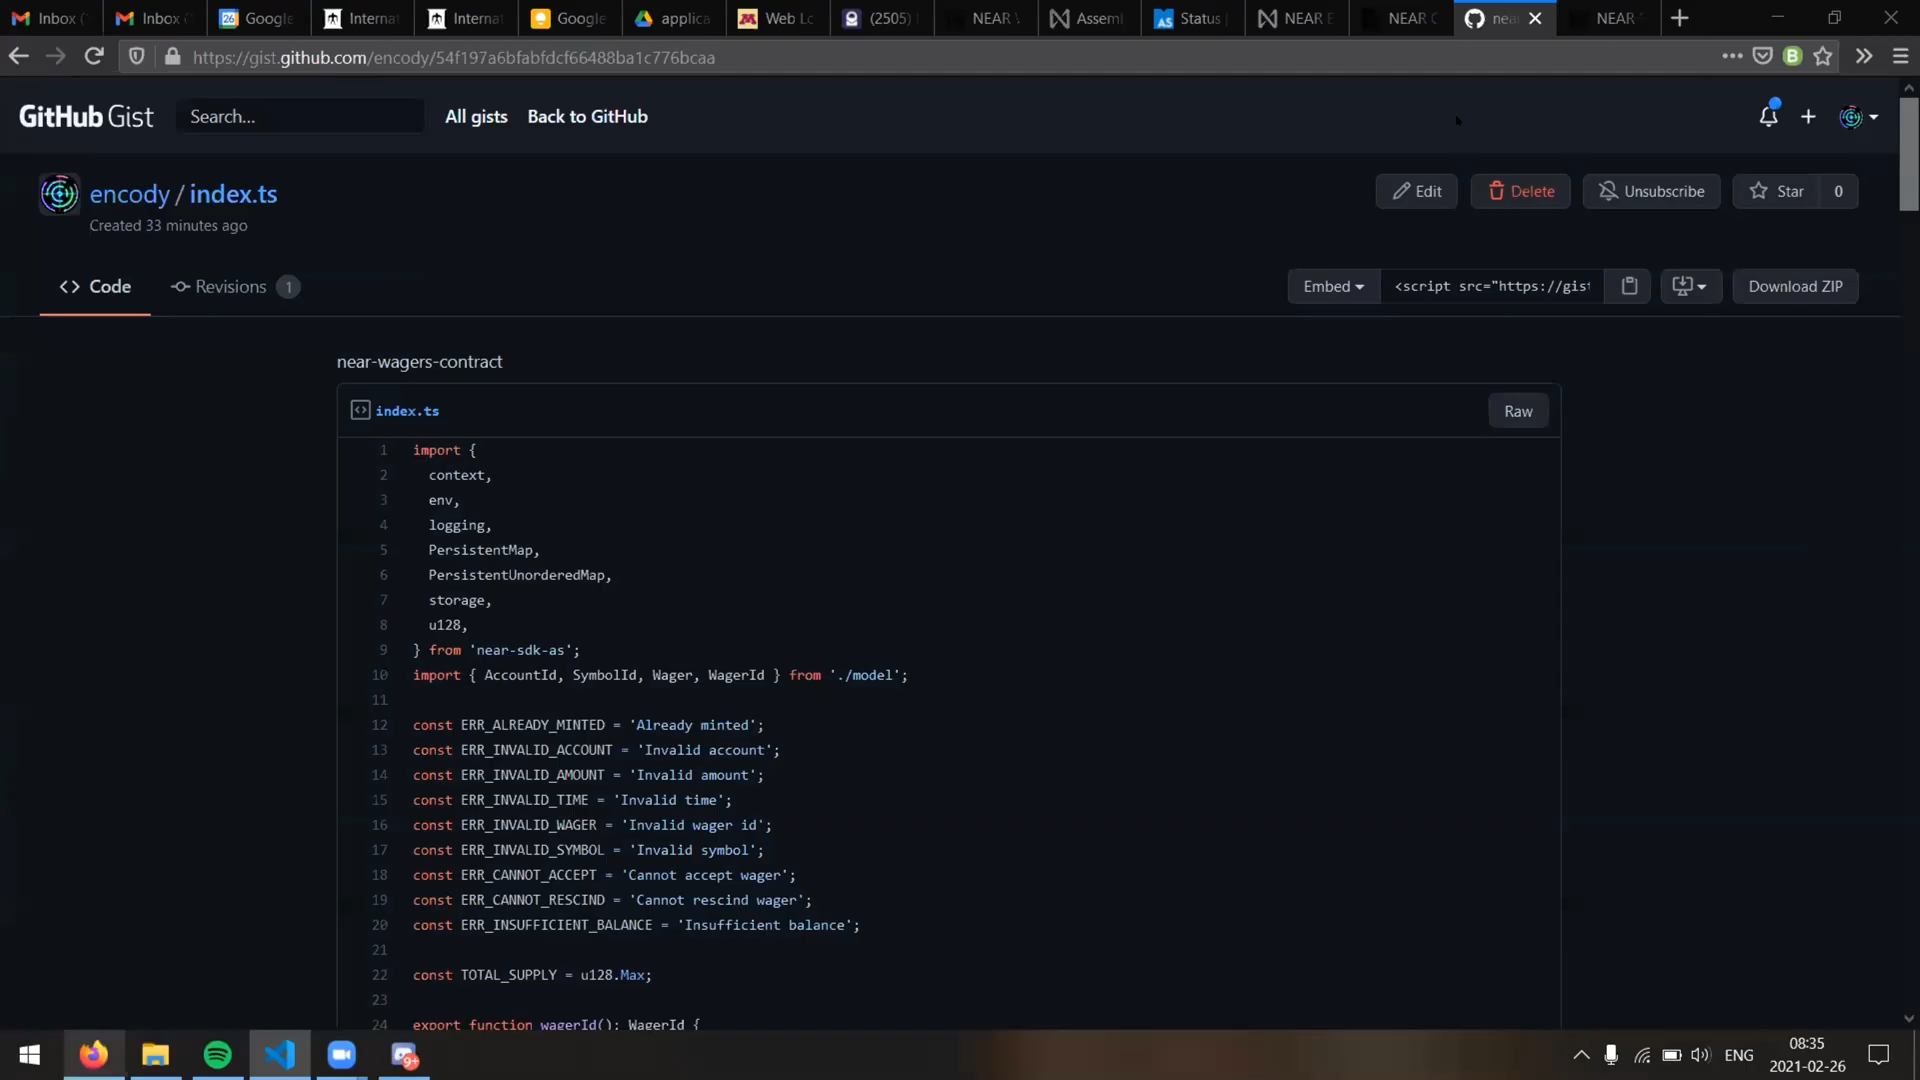 Inbox (
Inbox (
Google
Internat
Internat
Google
applica
Web Lo
(2505)
NEAR
Assem
Status
NEAR E
NEAR
near
NEAR
https://gist.github.com/encody/54f197a6bfabfdcf66488ba1c776bcaa
GitHub Gist
Search...
All gists
Back to GitHub
encody / index.ts
Edit
Delete
Unsubscribe
Star
0
Created 33 minutes ago
Code
Revisions
1
Embed
<script src="https://gist
Download ZIP
near-wagers-contract
index.ts
Raw
1 import {
2 context,
3 env,
4 logging,
5 PersistentMap,
6 PersistentUnorderedMap,
7 storage,
8 u128,
9 } from 'near-sdk-as';
10 import { AccountId, SymbolId, Wager, WagerId } from './model';
11
12 const ERR_ALREADY_MINTED = 'Already minted';
13 const ERR_INVALID_ACCOUNT = 'Invalid account';
14 const ERR_INVALID_AMOUNT = 'Invalid amount';
15 const ERR_INVALID_TIME = 'Invalid time';
16 const ERR_INVALID_WAGER = 'Invalid wager id';
17 const ERR_INVALID_SYMBOL = 'Invalid symbol';
18 const ERR_CANNOT_ACCEPT = 'Cannot accept wager';
19 const ERR_CANNOT_RESCIND = 'Cannot rescind wager';
20 const ERR_INSUFFICIENT_BALANCE = 'Insufficient balance';
21
22 const TOTAL_SUPPLY = u128.Max;
23
24 export function wagerId(): WagerId {
9+
ENG
08:35
2021-02-26